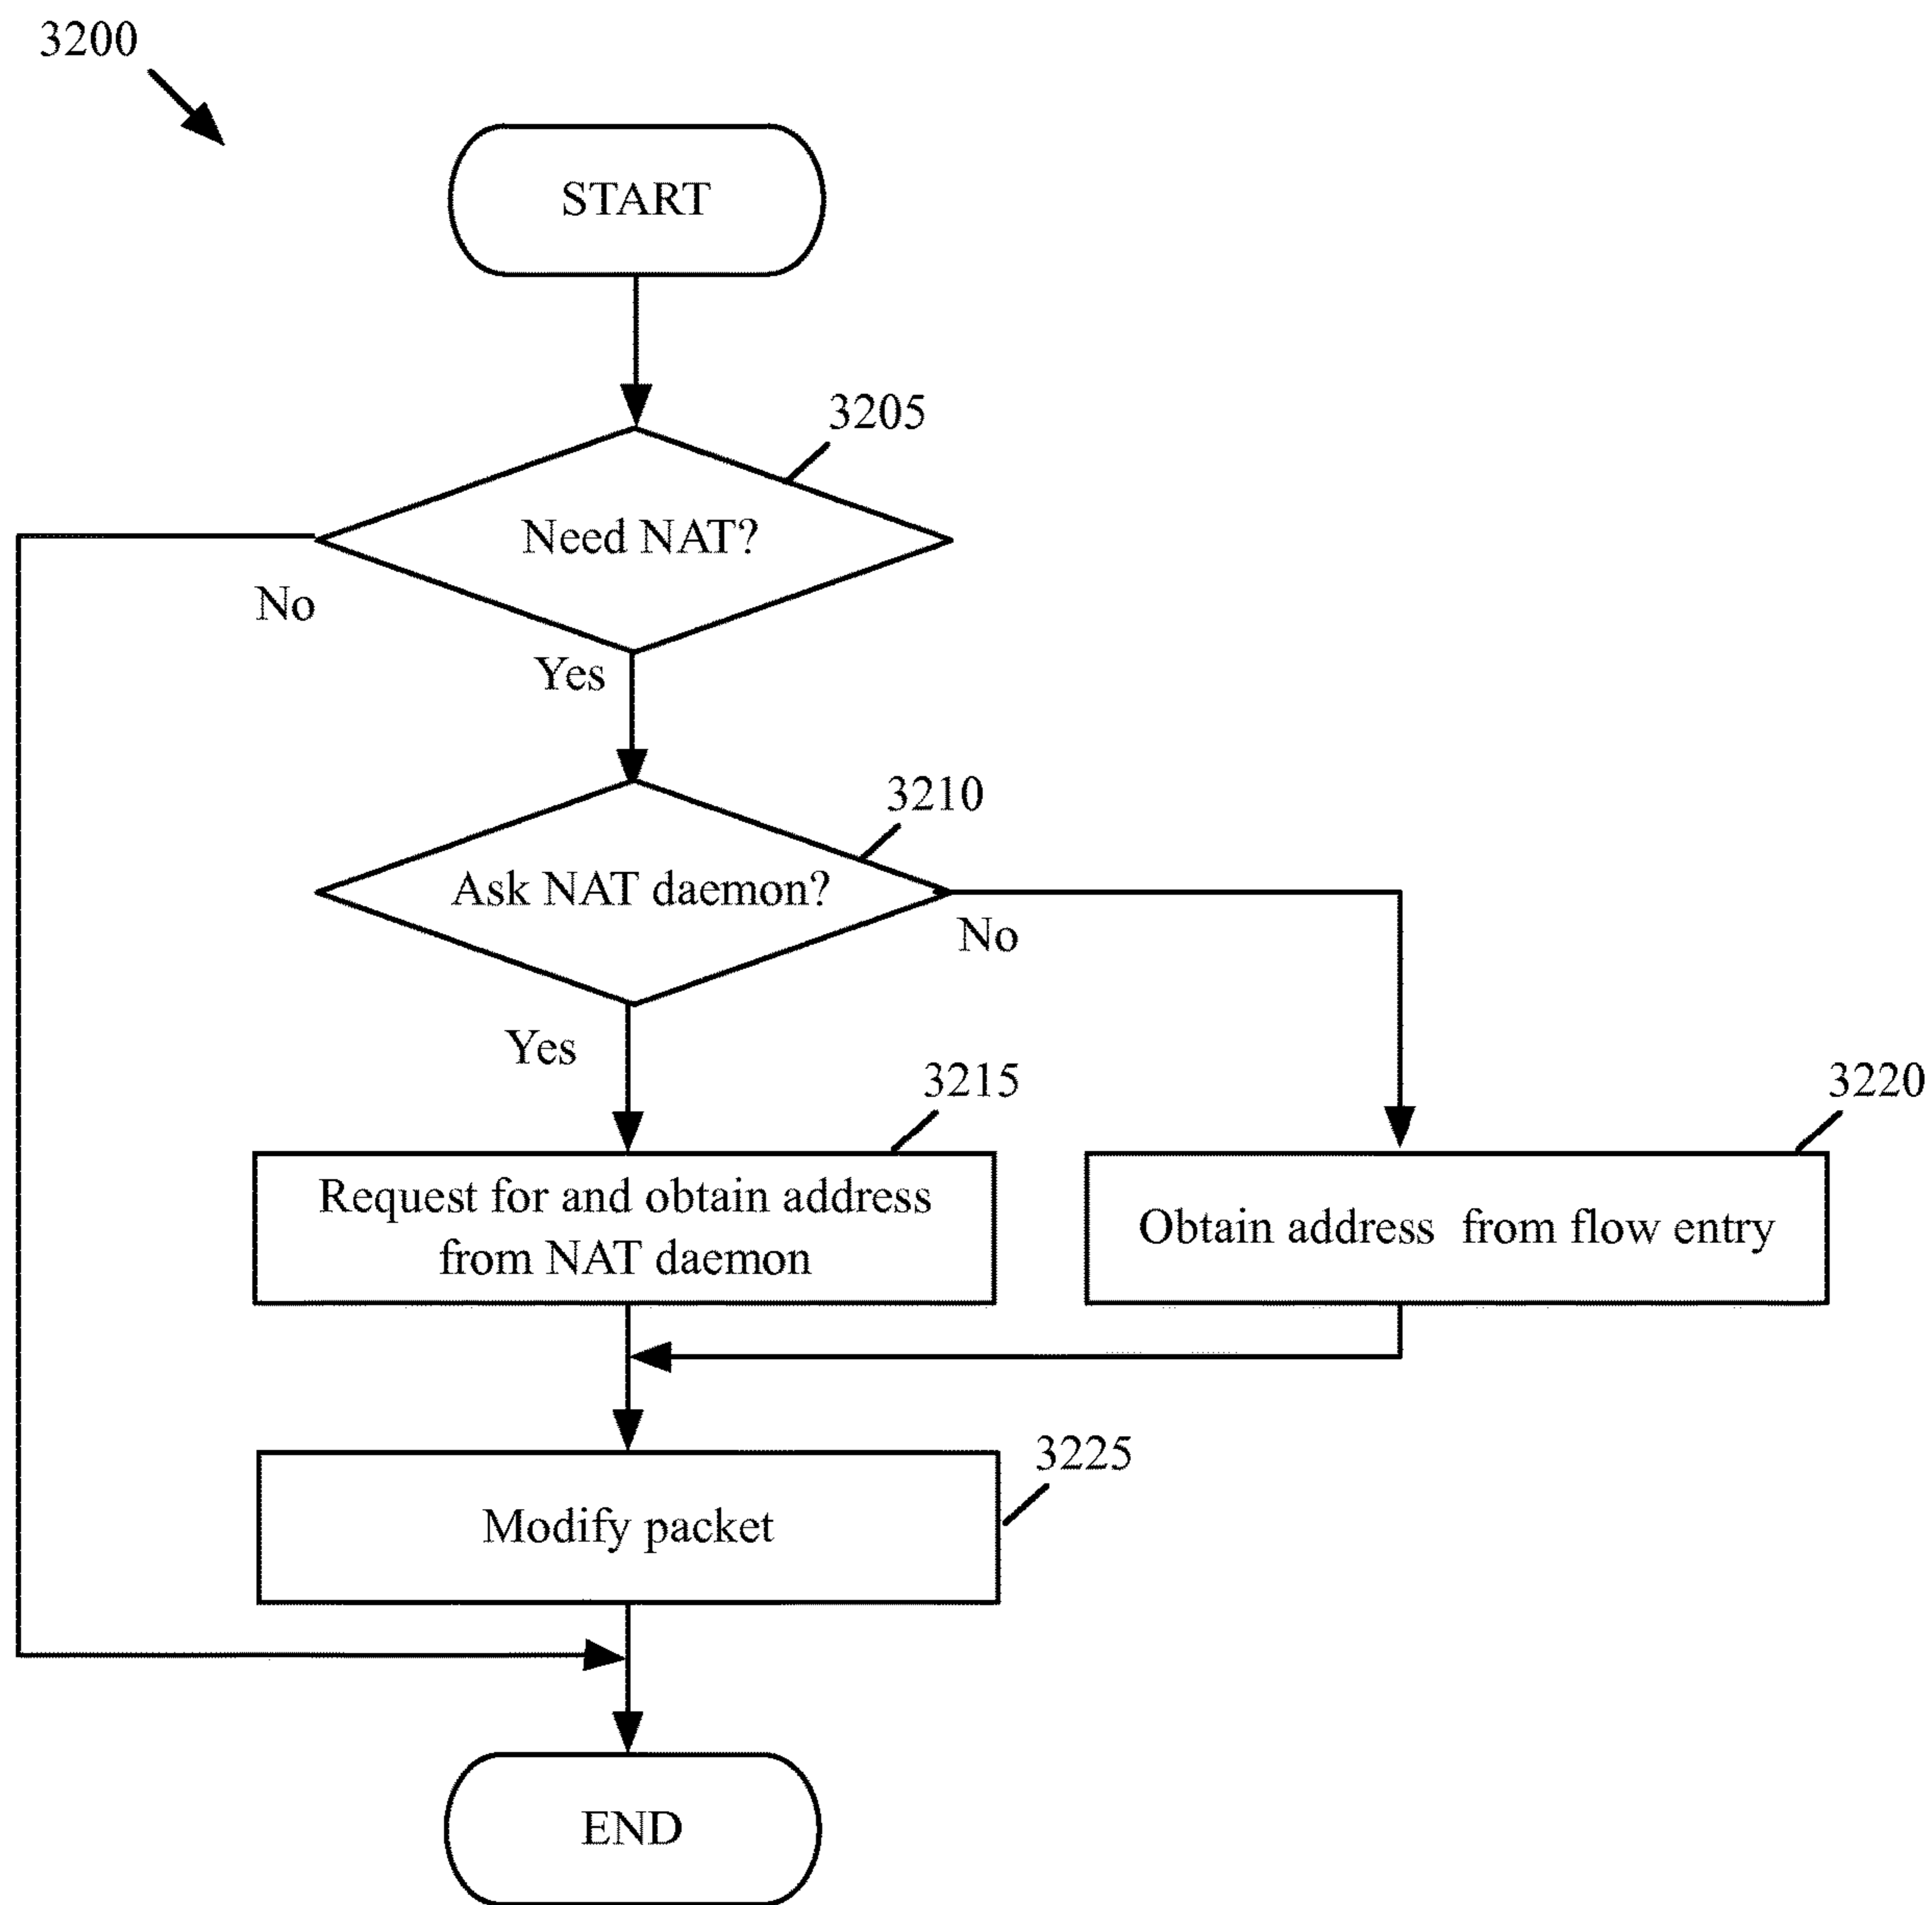 3200
START
3205
Need NAT?
No
Yes
3210
Ask NAT daemon?
No
Yes
3215
3220
Request for and obtain address
from NAT daemon
Obtain address from flow entry
3225
Modify packet
END